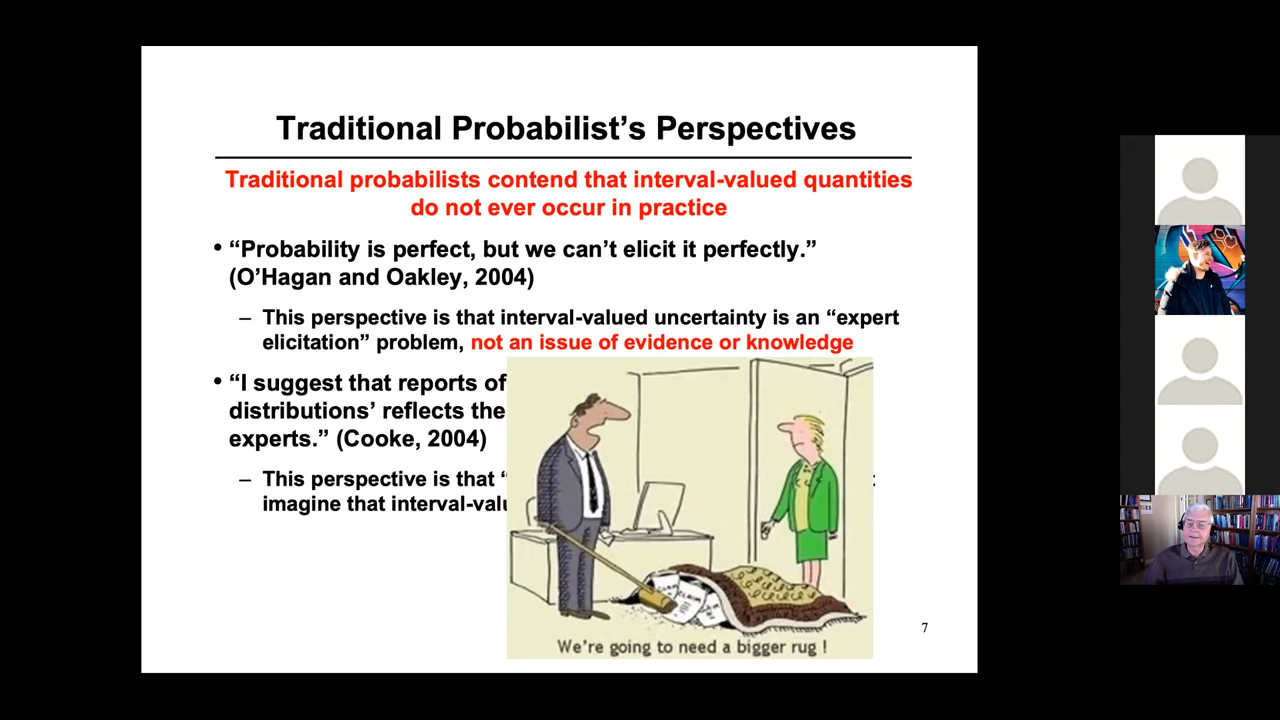 Traditional Probabilist’s Perspectives
Traditional probabilists contend that interval-valued quantities
do not ever occur in practice
• “Probability is perfect, but we can’t elicit it perfectly.”
(O’Hagan and Oakley, 2004)
– This perspective is that interval-valued uncertainty is an “expert
elicitation” problem, not an issue of evidence or knowledge
• “I suggest that reports of
distributions’ reflects the
experts.” (Cooke, 2004)
– This perspective is that “
imagine that interval-valu
We're going to need a bigger rug !
7